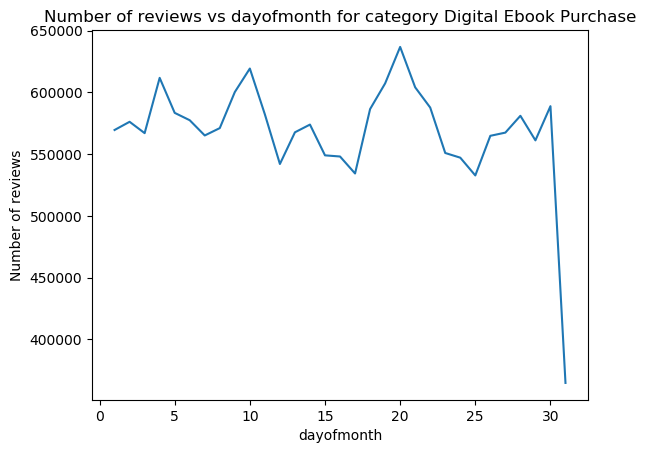 Number of reviews vs dayofmonth for category Digital Ebook Purchase
650000
600000
550000
500000
450000
400000
Number of reviews
0 5 10 15 20 25 30
dayofmonth